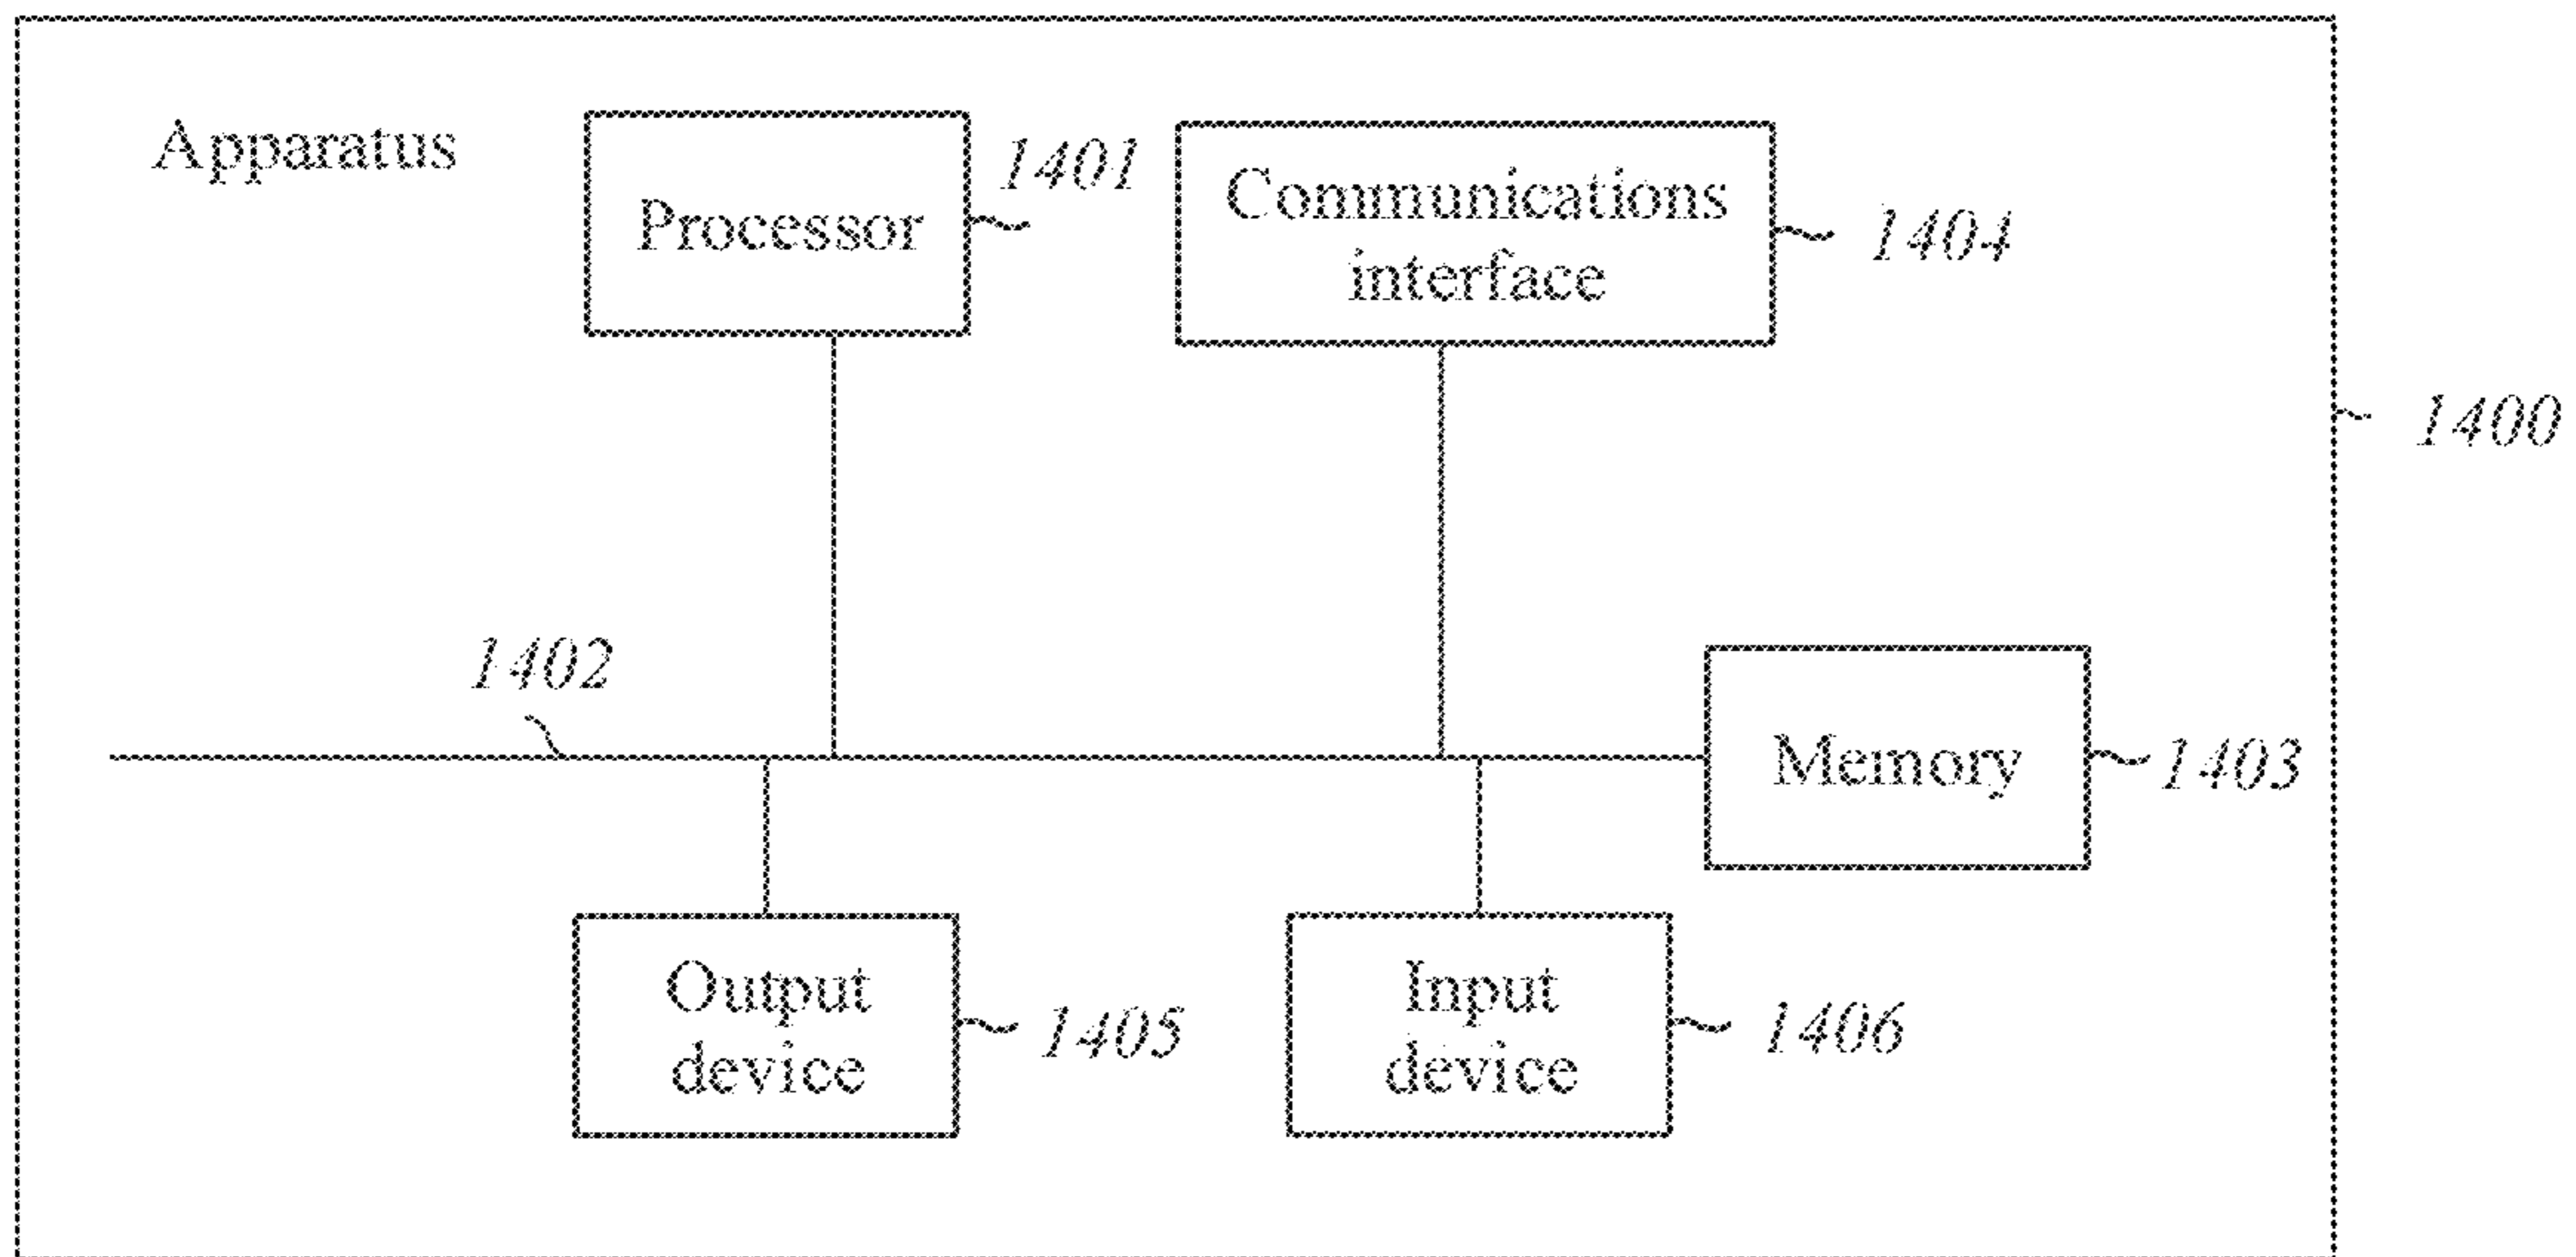 Apparatus
Processor
1401
Communications
interface
1404
1400
1402
Memory
1403
Output
device
1405
Input
device
1406